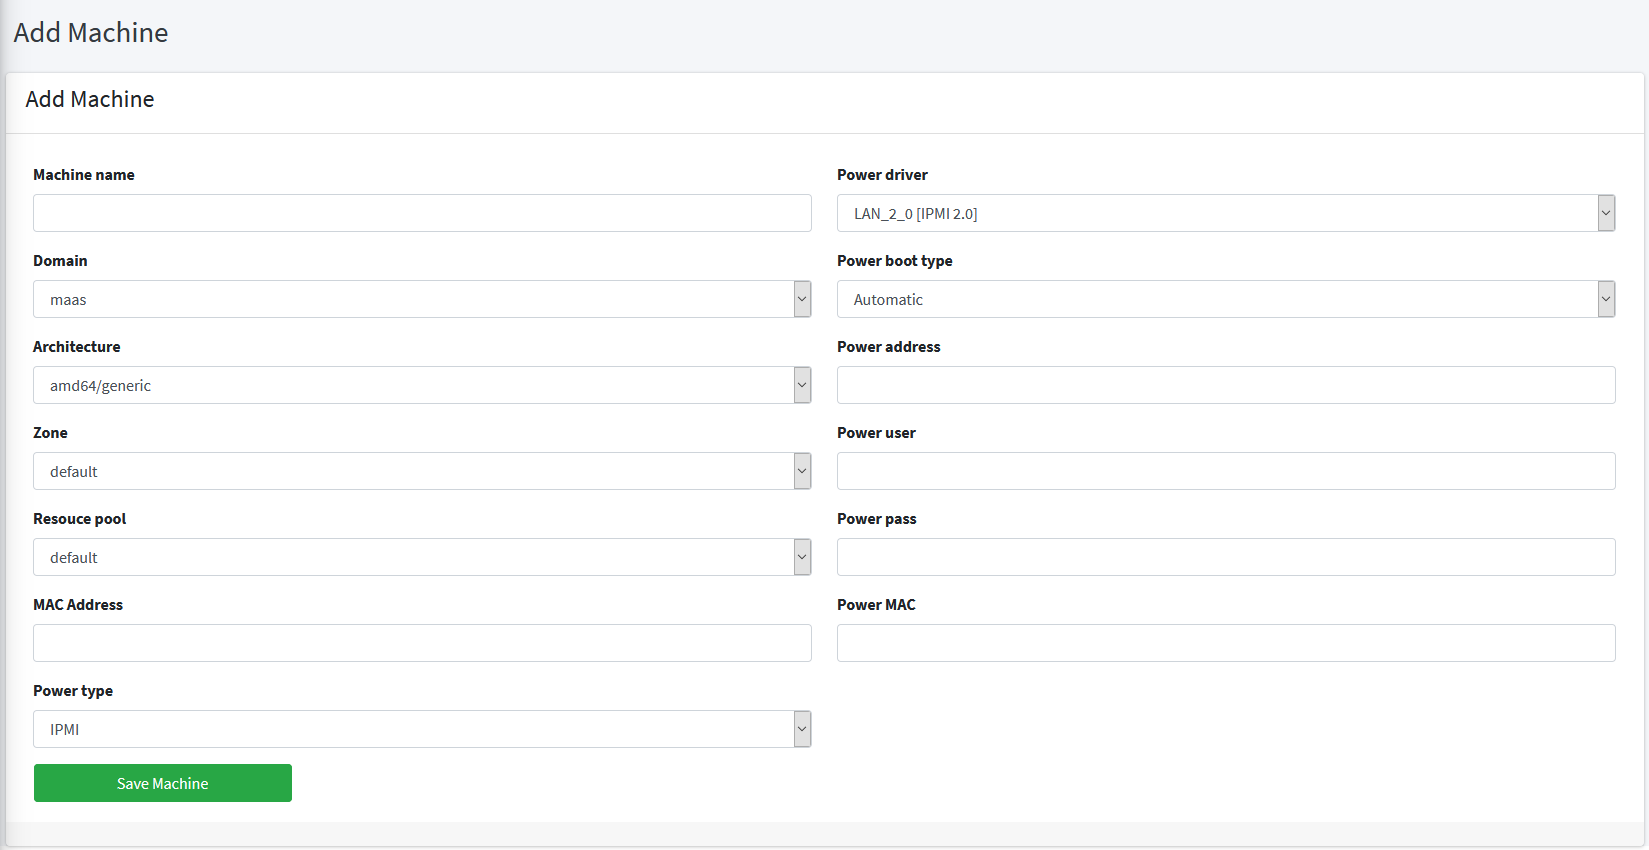 Add Machine
Add Machine
Machine name
Domain
maas
Architecture
amd64/generic
Zone
default
Resouce pool
default
MAC Address
Power type
IPMI
Save Machine
Power driver
LAN_2_0 [IPMI 2.0]
Power boot type
Automatic
Power address
Power user
Power pass
Power MAC